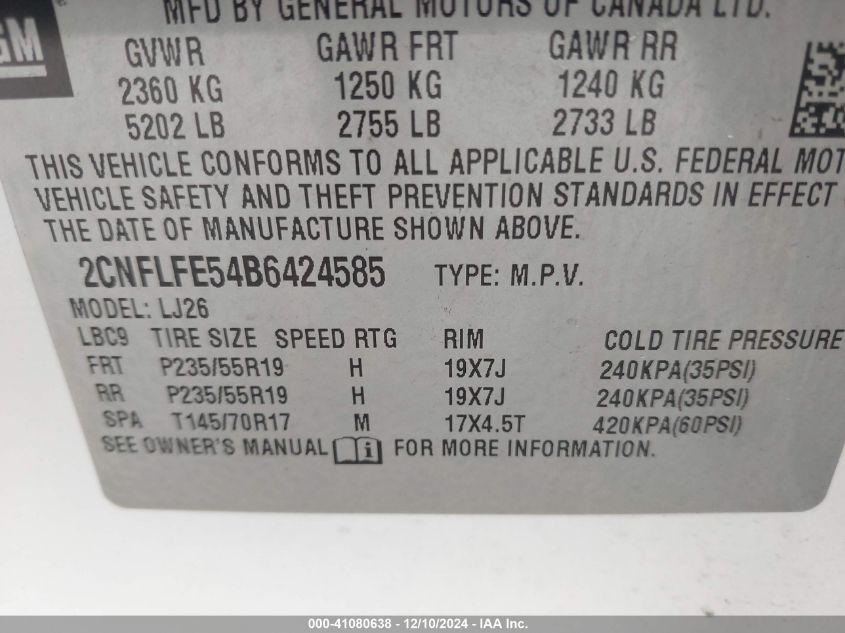 MFD BY GENERAL MOTORS OF CANADA LTD.
GM
GVWR GAWR FRT GAWR RR
2360 KG 1250 KG 1240 KG
5202 LB 2755 LB 2733 LB
THIS VEHICLE CONFORMS TO ALL APPLICABLE U.S. FEDERAL MOT
VEHICLE SAFETY AND THEFT PREVENTION STANDARDS IN EFFECT
THE DATE OF MANUFACTURE SHOWN ABOVE.
2CNFLFE54B6424585 TYPE: M.P.V.
MODEL: LJ26
LBC9 TIRE SIZE SPEED RTG RIM COLD TIRE PRESSURE
FRT P235/55R19 H 19X7J 240KPA(35PSI)
RR P235/55R19 H 19X7J 240KPA(35PSI)
SPA T145/70R17 M 17X4.5T 420KPA(60PSI)
SEE OWNER'S MANUAL i FOR MORE INFORMATION.
000-41080638 - 12/10/2024 - IAA Inc.